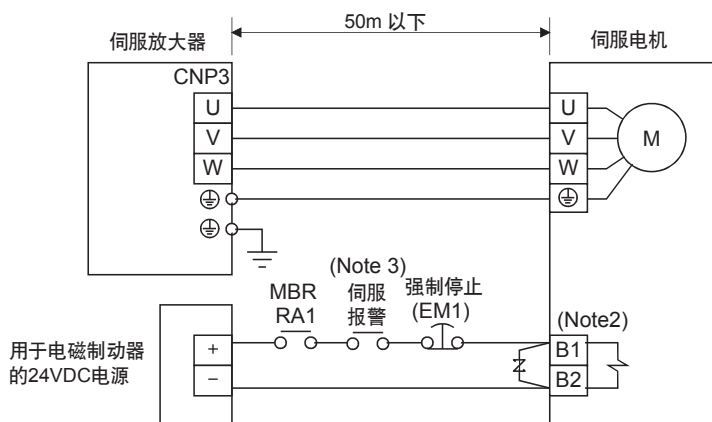 50m 以下
伺服放大器
伺服电机
CNP3
U
V
W
U
V
W
M
(Note 3)
MBR
RA1
伺服
报警
强制停止
(EM1)
(Note2)
用于电磁制动器
的24VDC电源
+
−
B1
B2